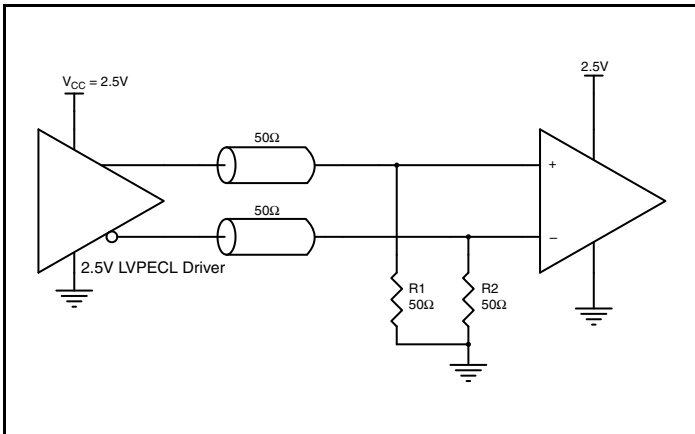 V_CC = 2.5V
2.5V
50Ω
+
50Ω
−
2.5V LVPECL Driver
R1
50Ω
R2
50Ω